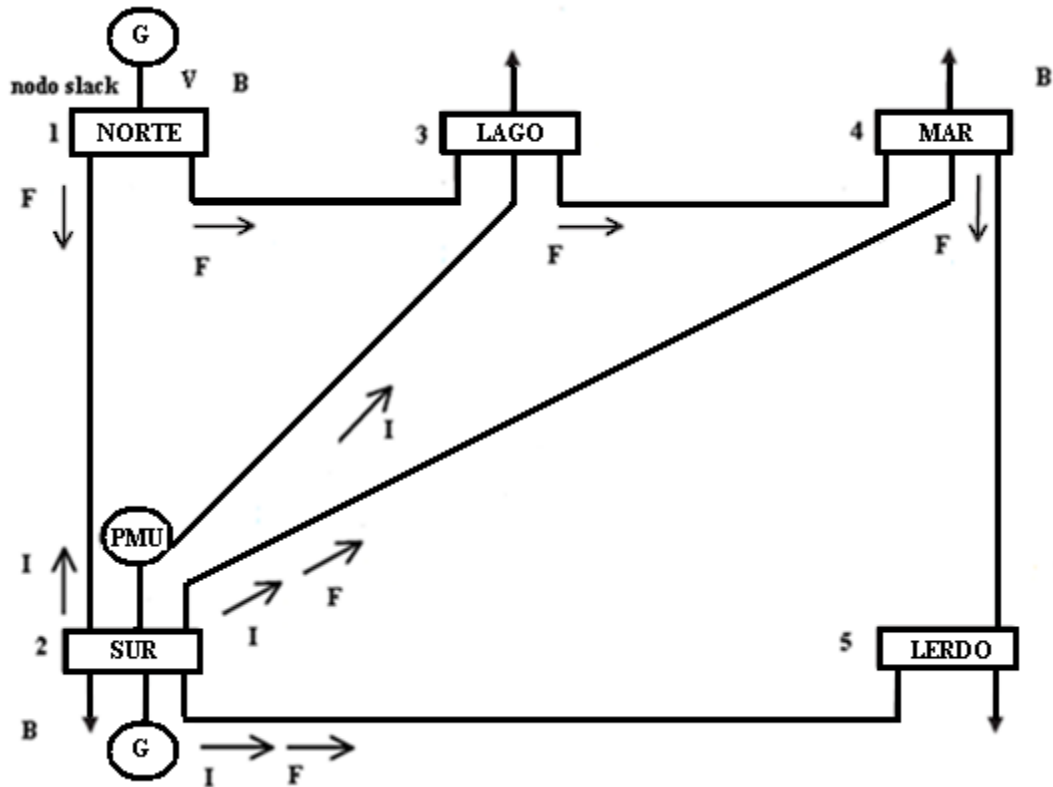 G
nodo slack V B B
1 NORTE 3 LAGO 4 MAR
F
F F F
I
PMU
I F
I
2 SUR 5 LERDO
B G
I F